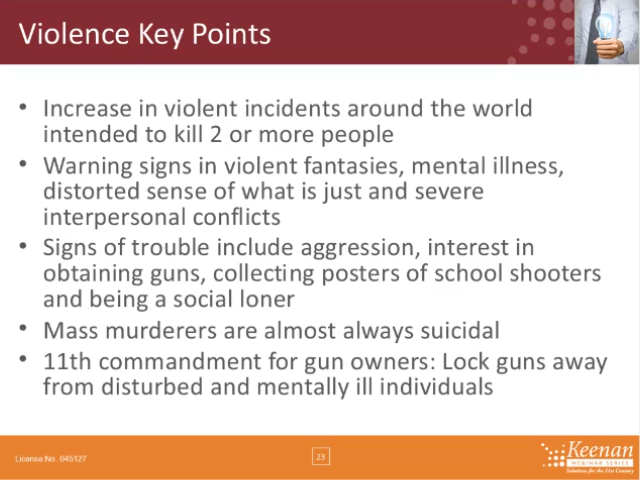 Violence Key Points
• Increase in violent incidents around the world
intended to kill 2 or more people
• Warning signs in violent fantasies, mental illness,
distorted sense of what is just and severe
interpersonal conflicts
• Signs of trouble include aggression, interest in
obtaining guns, collecting posters of school shooters
and being a social loner
• Mass murderers are almost always suicidal
• 11th commandment for gun owners: Lock guns away
from disturbed and mentally ill individuals
License No. 045127
23
Keenan
WEBINAR SERIES
Solutions for the 21st Century